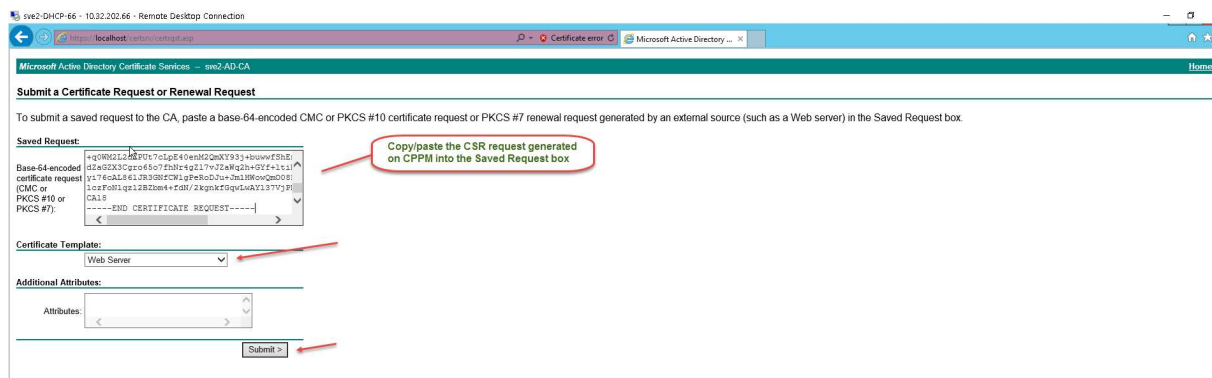 sve2-DHCP-66 - 10.32.202.66 - Remote Desktop Connection
https://localhost/certsrv/certrqxt.asp
Certificate error
Microsoft Active Directory ...
Microsoft Active Directory Certificate Services -- sve2-AD-CA
Home
Submit a Certificate Request or Renewal Request
To submit a saved request to the CA, paste a base-64-encoded CMC or PKCS #10 certificate request or PKCS #7 renewal request generated by an external source (such as a Web server) in the Saved Request box.
Saved Request:
Copy/paste the CSR request generated
on CPPM into the Saved Request box
Base-64-encoded
certificate request
(CMC or
PKCS #10 or
PKCS #7):
CA18
-----END CERTIFICATE REQUEST-----
Certificate Template:
Web Server
Additional Attributes:
Attributes:
Submit >